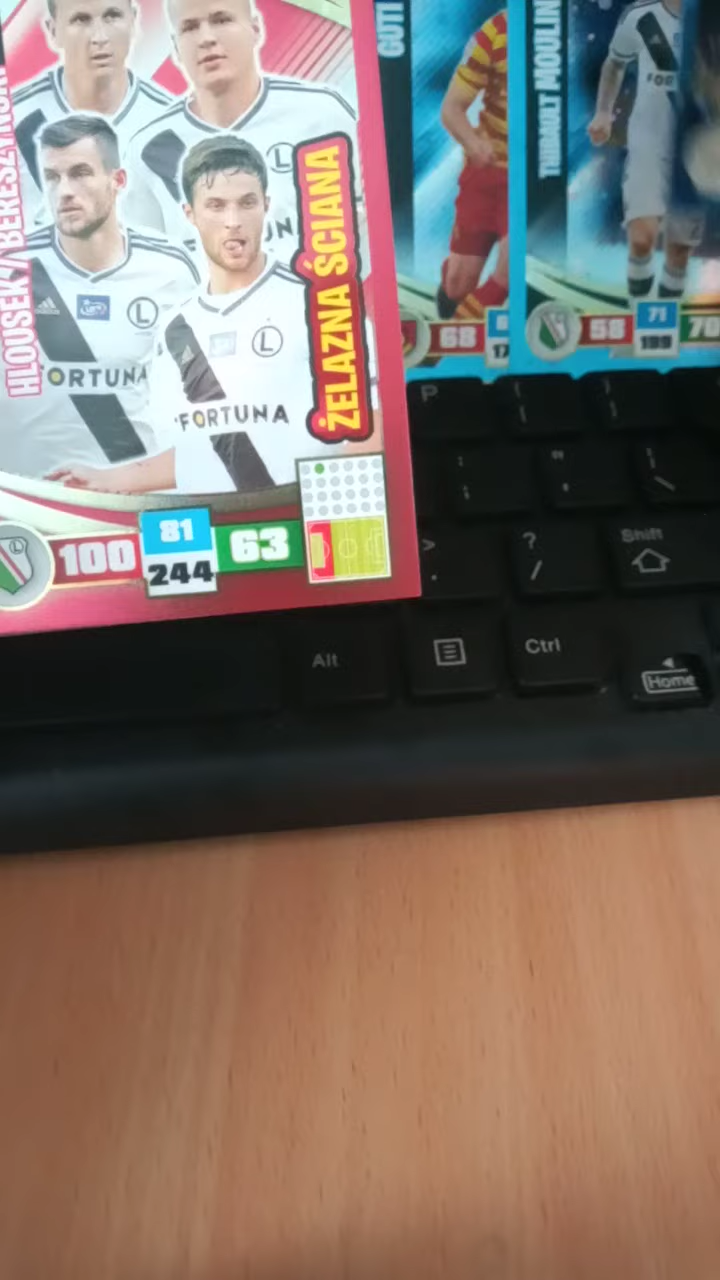 HLOUSEK/BERESZYŃSKI
ŻELAZNA ŚCIANA
FORTUNA
FORTUNA
L
L
L
100
81
244
63
GUTI
68
THIBAULT MOULIN
58
71
199
70
P
Shift
Alt
Ctrl
Home